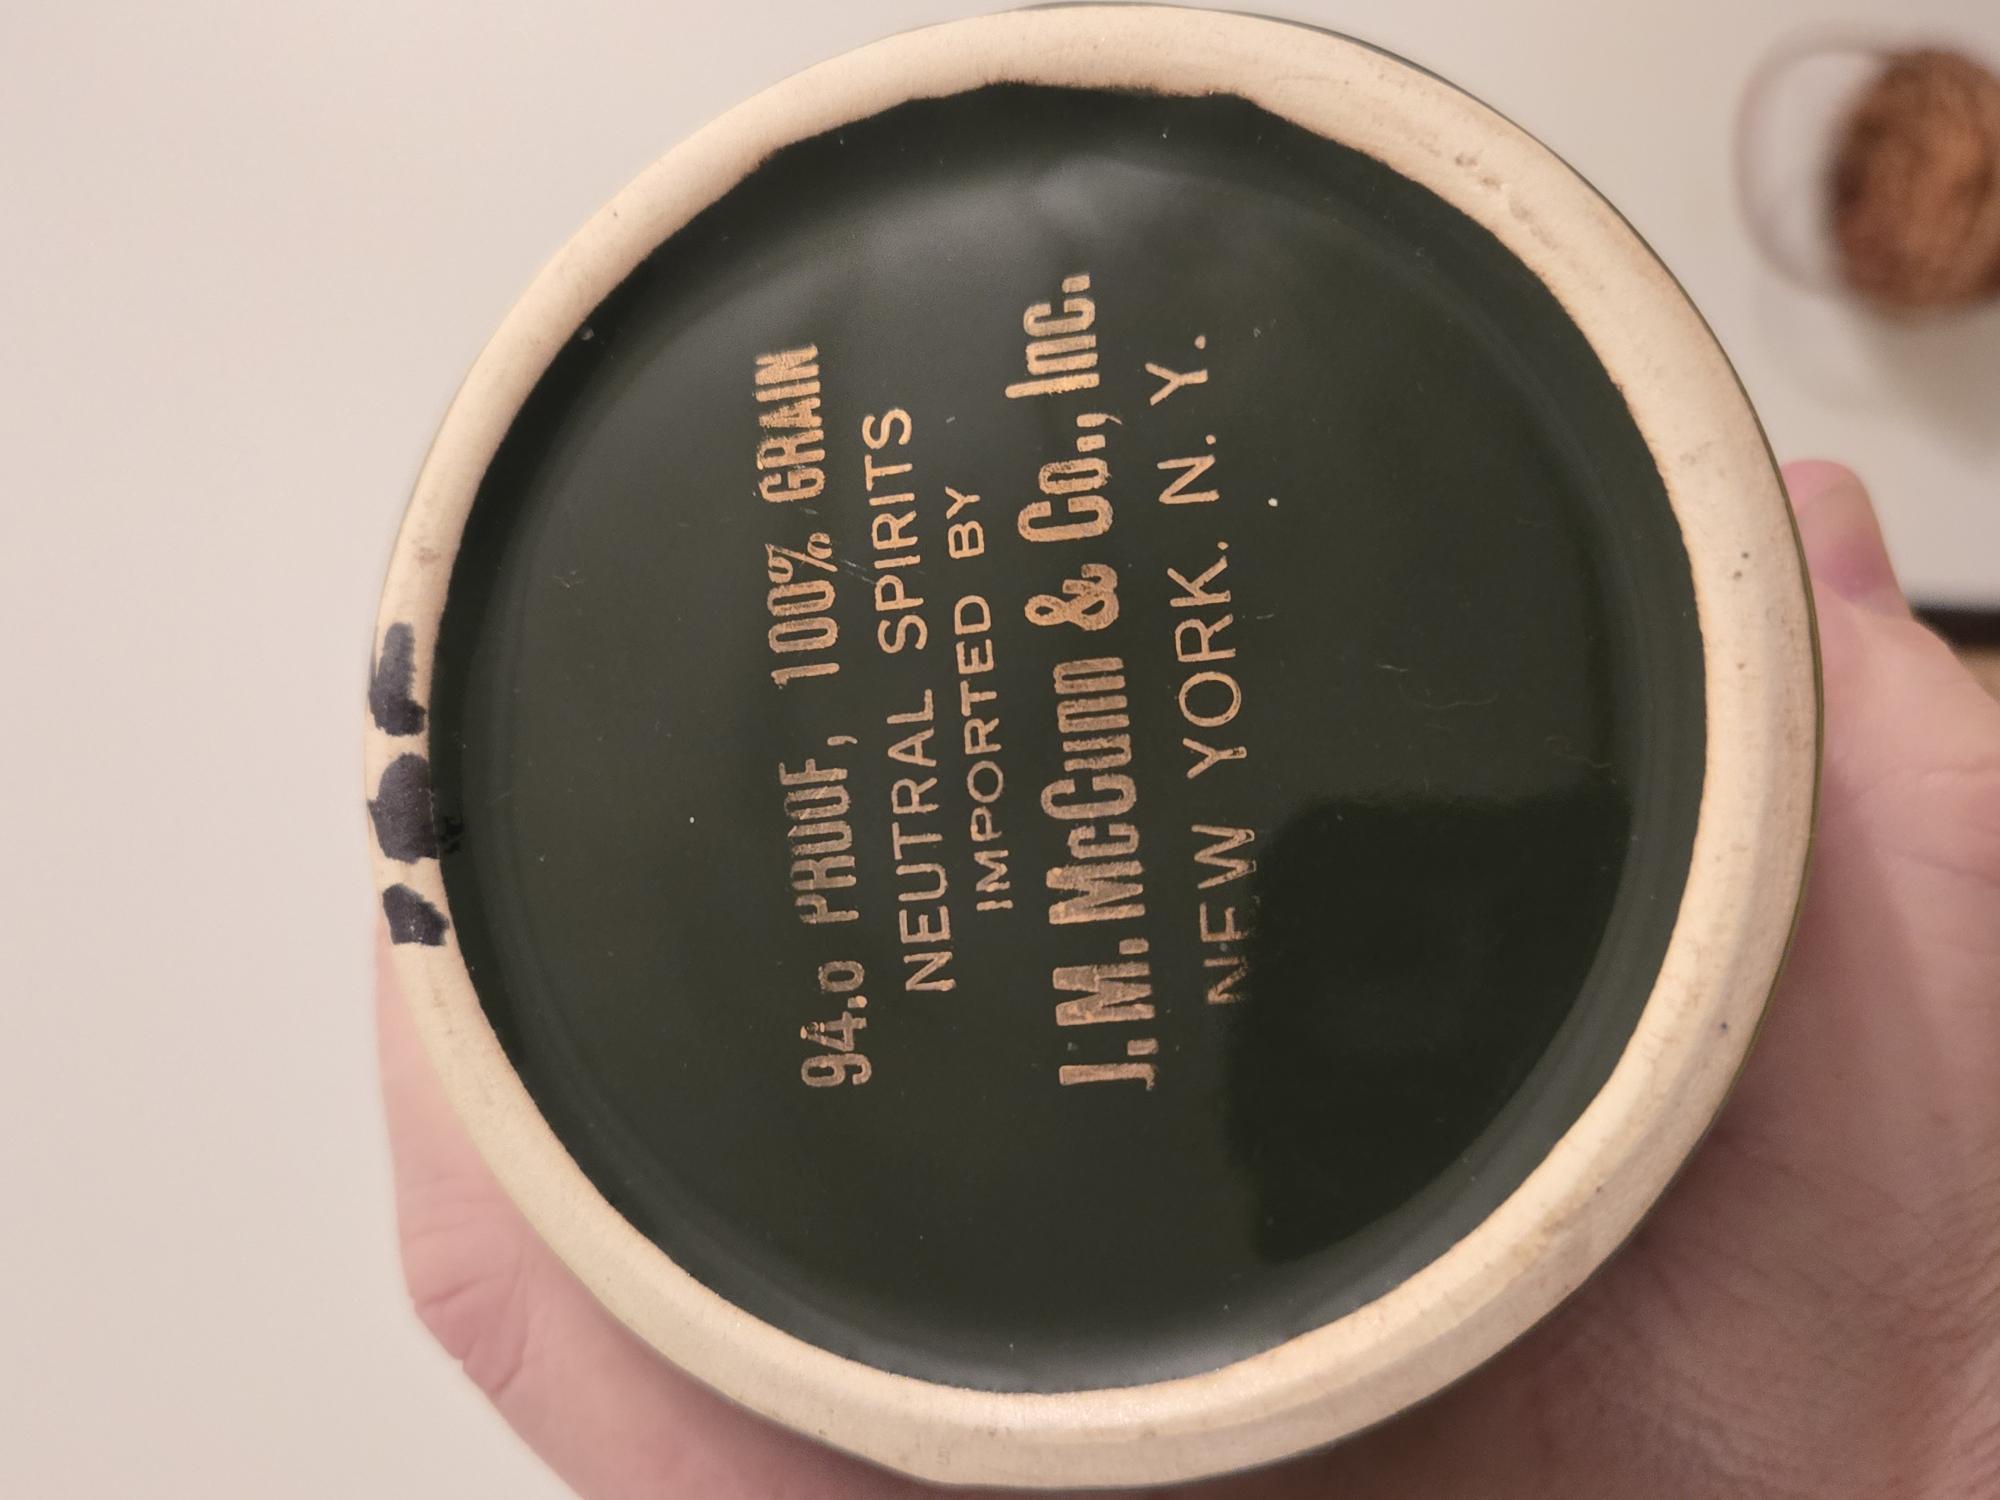 94.0 PROOF, 100% GRAIN
NEUTRAL SPIRITS
IMPORTED BY
J. M. McCunn & Co., Inc.
NEW YORK. N. Y.